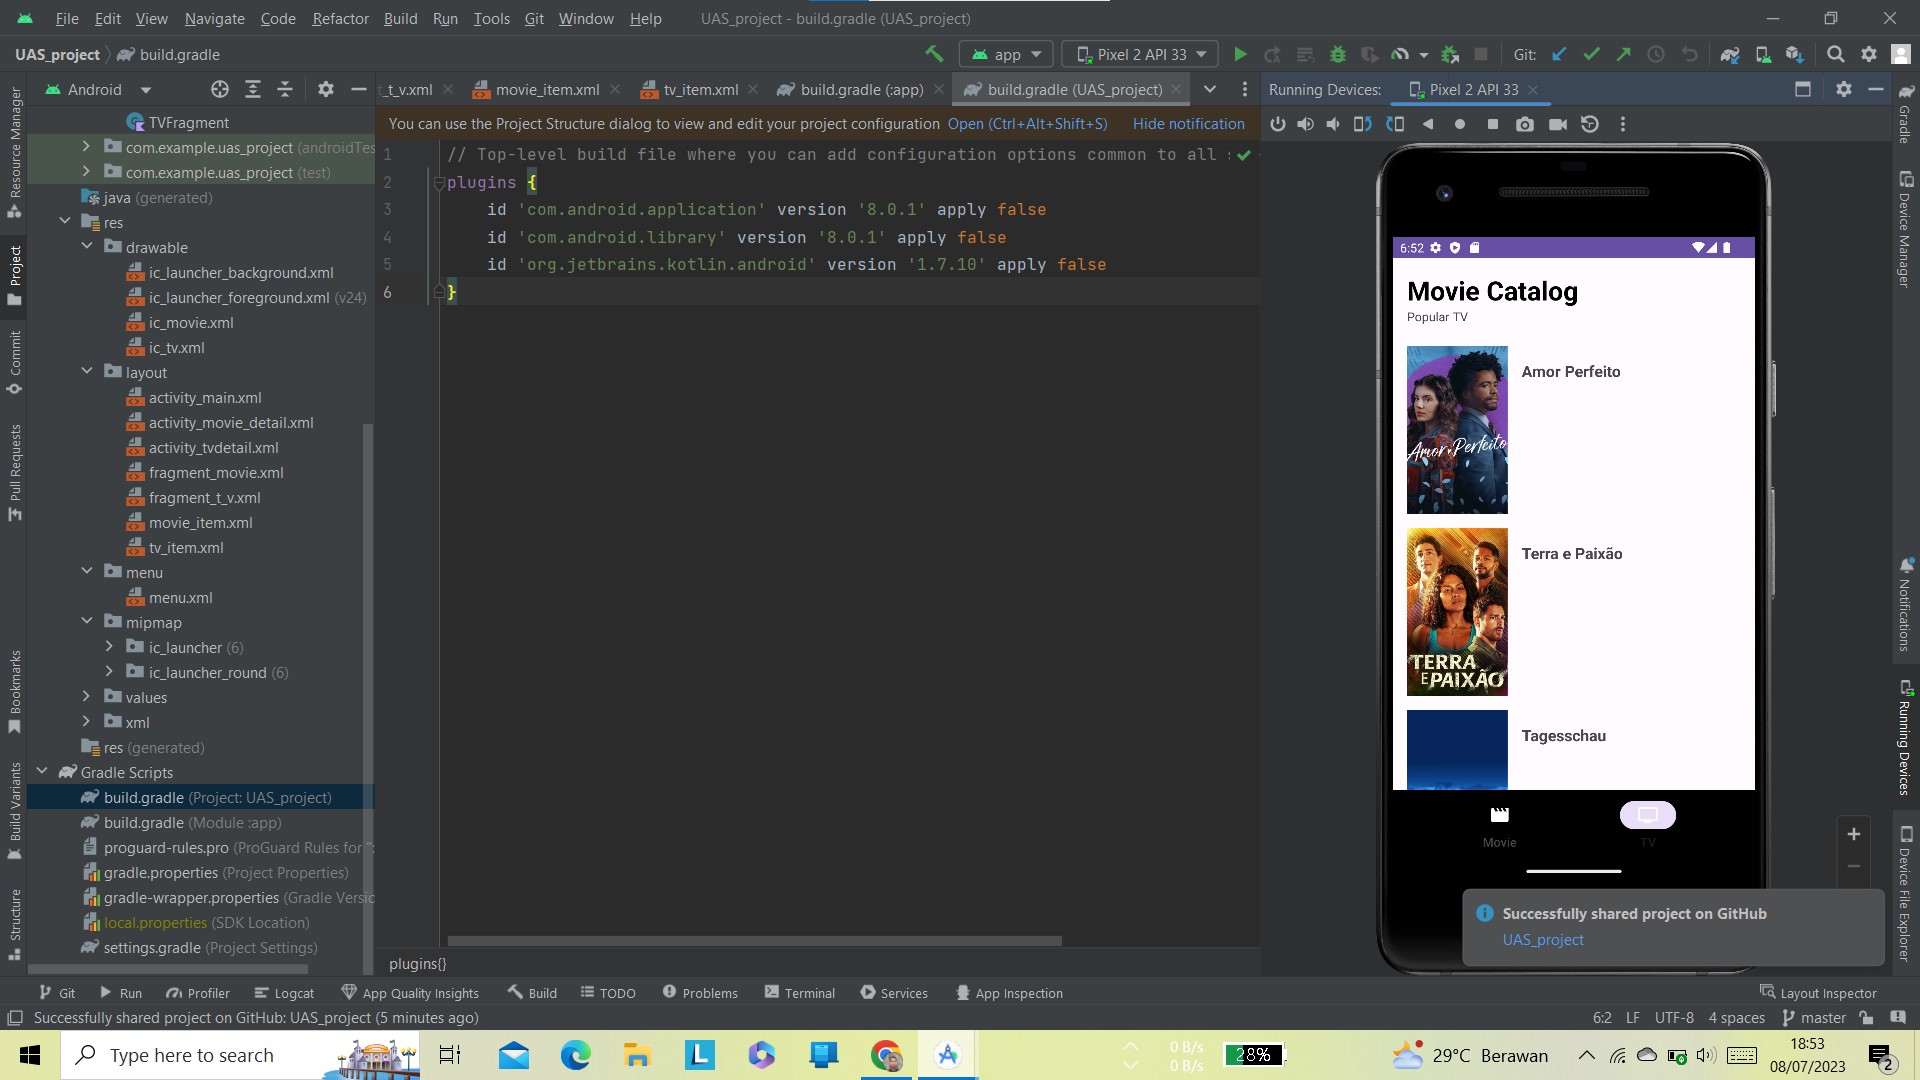 File Edit View Navigate Code Refactor Build Run Tools Git Window Help UAS_project - build.gradle (UAS_project)
UAS_project build.gradle app Pixel 2 API 33 Git:
Android
_t_v.xml movie_item.xml tv_item.xml build.gradle (:app) build.gradle (UAS_project)
Running Devices: Pixel 2 API 33
You can use the Project Structure dialog to view and edit your project configuration Open (Ctrl+Alt+Shift+S) Hide notification
Resource Manager
Project
Commit
Pull Requests
Bookmarks
Build Variants
Structure
TVFragment
com.example.uas_project (androidTes
com.example.uas_project (test)
java (generated)
res
drawable
ic_launcher_background.xml
ic_launcher_foreground.xml (v24)
ic_movie.xml
ic_tv.xml
layout
activity_main.xml
activity_movie_detail.xml
activity_tvdetail.xml
fragment_movie.xml
fragment_t_v.xml
movie_item.xml
tv_item.xml
menu
menu.xml
mipmap
ic_launcher (6)
ic_launcher_round (6)
values
xml
res (generated)
Gradle Scripts
build.gradle (Project: UAS_project)
build.gradle (Module :app)
proguard-rules.pro (ProGuard Rules for ":
gradle.properties (Project Properties)
gradle-wrapper.properties (Gradle Versic
local.properties (SDK Location)
settings.gradle (Project Settings)
1 // Top-level build file where you can add configuration options common to all s
2 plugins {
3 id 'com.android.application' version '8.0.1' apply false
4 id 'com.android.library' version '8.0.1' apply false
5 id 'org.jetbrains.kotlin.android' version '1.7.10' apply false
6 }
plugins{}
6:52
Movie Catalog
Popular TV
Amor Perfeito
Amor Perfeito
Terra e Paixão
TERRA
E PAIXÃO
Tagesschau
Movie TV
Successfully shared project on GitHub
UAS_project
Gradle
Device Manager
Notifications
Running Devices
Device File Explorer
Git Run Profiler Logcat App Quality Insights Build TODO Problems Terminal Services App Inspection Layout Inspector
Successfully shared project on GitHub: UAS_project (5 minutes ago) 6:2 LF UTF-8 4 spaces master
Type here to search L 0 B/s 0 B/s 28% 29°C Berawan 18:53
08/07/2023 2